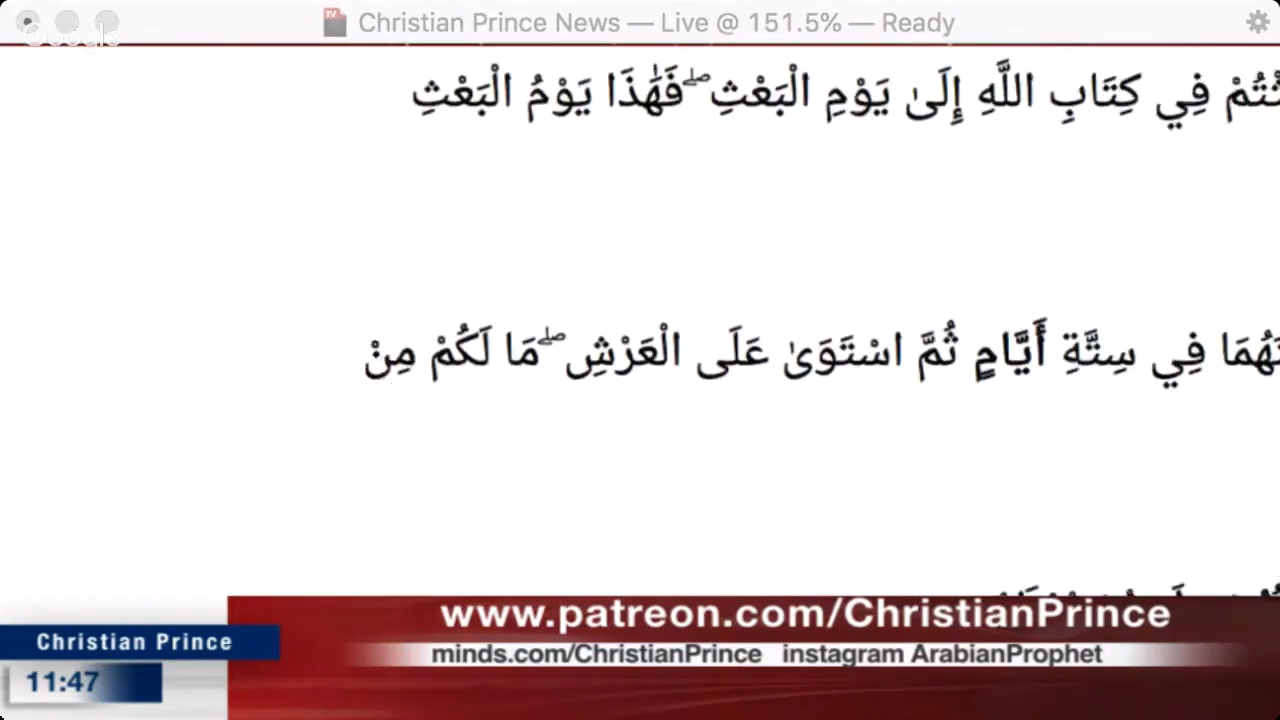 Christian Prince News — Live @ 151.5% — Ready
Google
فِي كِتَابِ اللَّهِ إِلَىٰ يَوْمِ الْبَعْثِ ۖ فَهَٰذَا يَوْمُ الْبَعْثِ
فِي سِتَّةِ أَيَّامٍ ثُمَّ اسْتَوَىٰ عَلَى الْعَرْشِ ۖ مَا لَكُمْ مِنْ
www.patreon.com/ChristianPrince
Christian Prince
minds.com/ChristianPrince instagram ArabianProphet
11:47